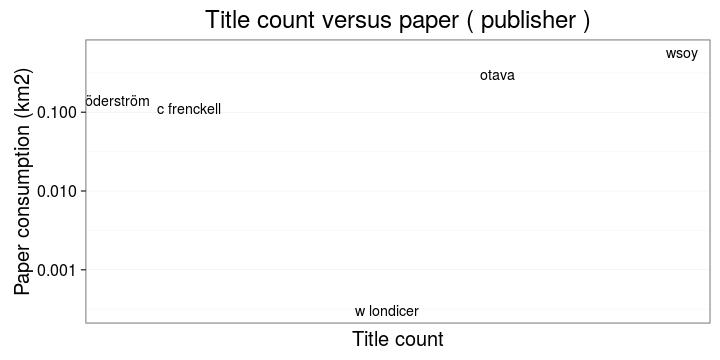 Title count versus paper ( publisher )
Paper consumption (km2)
wsoy
otava
öderström
c frenckell
0.100
0.010
0.001
w londicer
Title count